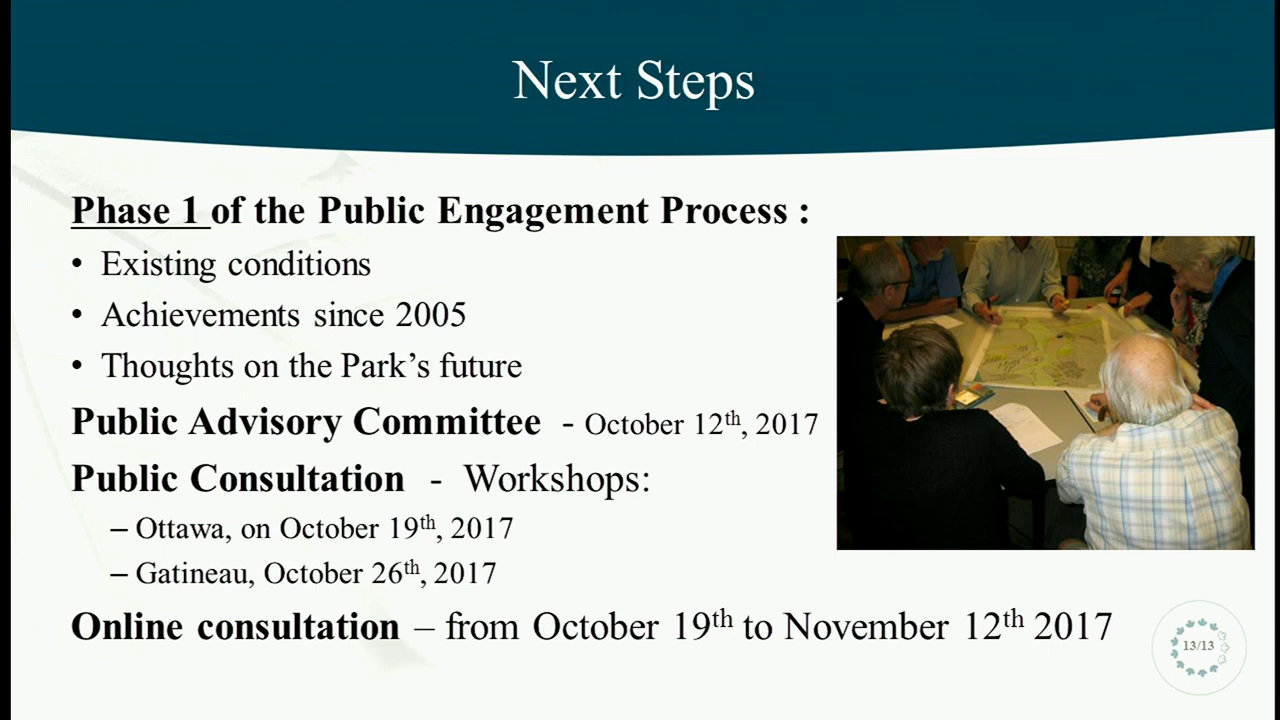 Next Steps
Phase 1 of the Public Engagement Process :
• Existing conditions
• Achievements since 2005
• Thoughts on the Park’s future
Public Advisory Committee - October 12th, 2017
Public Consultation - Workshops:
– Ottawa, on October 19th, 2017
– Gatineau, October 26th, 2017
Online consultation – from October 19th to November 12th 2017
13/13